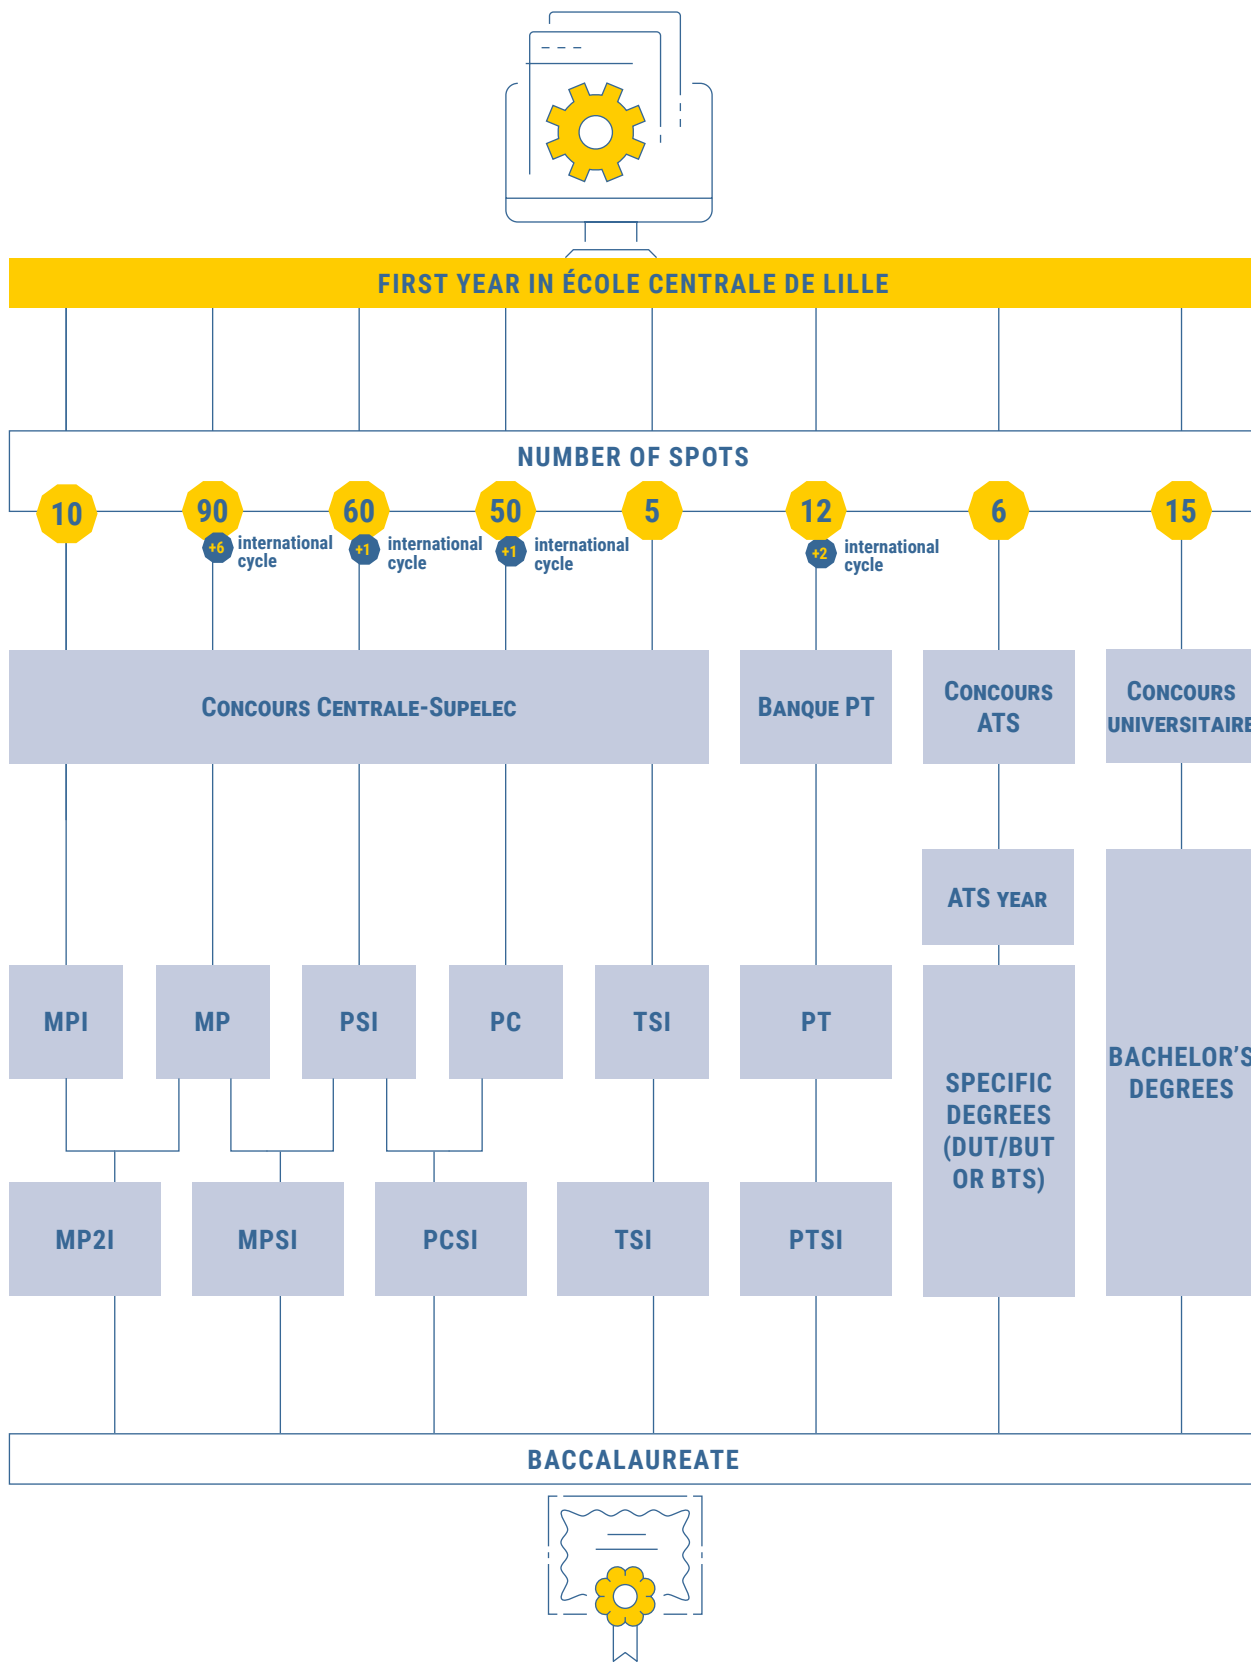 FIRST YEAR IN ÉCOLE CENTRALE DE LILLE
NUMBER OF SPOTS
10
90
60
50
5
12
6
15
+6
international
cycle
+1
international
cycle
+1
international
cycle
+2
international
cycle
CONCOURS CENTRALE-SUPELEC
BANQUE PT
CONCOURS
ATS
CONCOURS
UNIVERSITAIRE
ATS YEAR
MPI
MP
PSI
PC
TSI
PT
SPECIFIC
DEGREES
(DUT/BUT
OR BTS)
BACHELOR’S
DEGREES
MP2I
MPSI
PCSI
TSI
PTSI
BACCALAUREATE